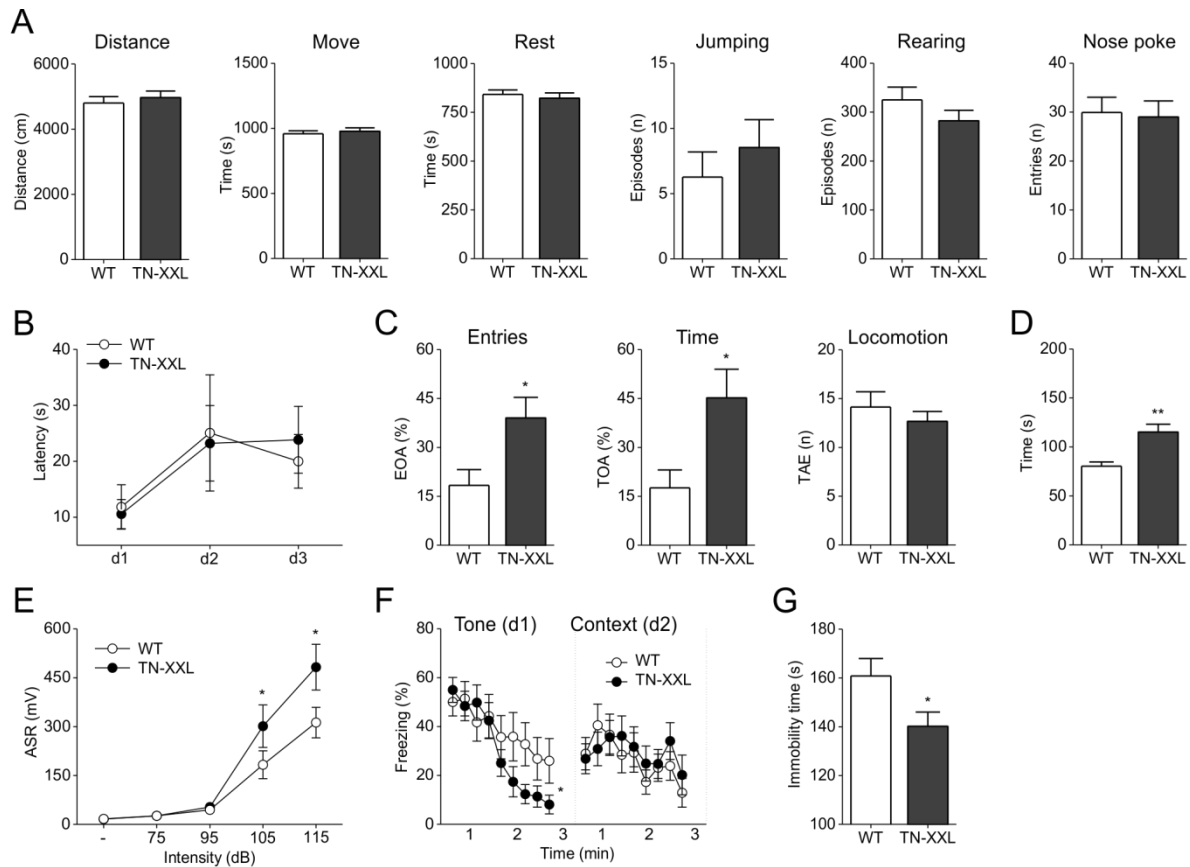 A
Distance
Distance (cm)
6000
4000
2000
0
WT TN-XXL
Move
Time (s)
1500
1000
500
0
WT TN-XXL
Rest
Time (s)
1000
750
500
250
0
WT TN-XXL
Jumping
Episodes (n)
15
10
5
0
WT TN-XXL
Rearing
Episodes (n)
400
300
200
100
0
WT TN-XXL
Nose poke
Entries (n)
40
30
20
10
0
WT TN-XXL
B
WT
TN-XXL
Latency (s)
40
30
20
10
d1 d2 d3
C
Entries
EOA (%)
60
45
30
15
0
*
WT TN-XXL
Time
TOA (%)
60
45
30
15
0
*
WT TN-XXL
Locomotion
TAE (n)
20
15
10
5
0
WT TN-XXL
D
Time (s)
200
150
100
50
0
**
WT TN-XXL
E
WT
TN-XXL
ASR (mV)
600
450
300
150
0
*
*
- 75 95 105 115
Intensity (dB)
F
Tone (d1) Context (d2)
WT
TN-XXL
Freezing (%)
80
60
40
20
0
*
1 2 3 1 2 3
Time (min)
G
Immobility time (s)
180
160
140
120
100
*
WT TN-XXL